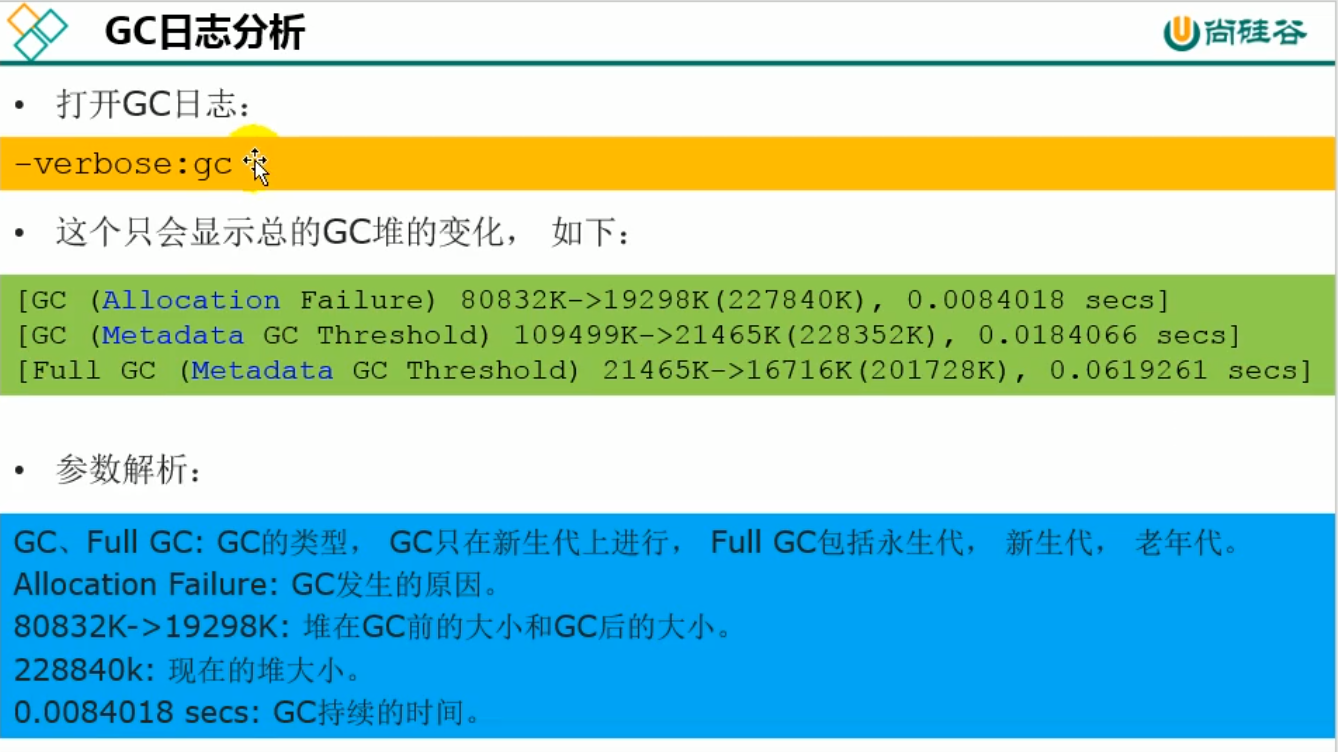 GC日志分析
尚硅谷
• 打开GC日志：
-verbose:gc
• 这个只会显示总的GC堆的变化， 如下：
[GC (Allocation Failure) 80832K->19298K(227840K), 0.0084018 secs]
[GC (Metadata GC Threshold) 109499K->21465K(228352K), 0.0184066 secs]
[Full GC (Metadata GC Threshold) 21465K->16716K(201728K), 0.0619261 secs]
• 参数解析：
GC、Full GC: GC的类型， GC只在新生代上进行， Full GC包括永生代， 新生代， 老年代。
Allocation Failure: GC发生的原因。
80832K->19298K: 堆在GC前的大小和GC后的大小。
228840k: 现在的堆大小。
0.0084018 secs: GC持续的时间。